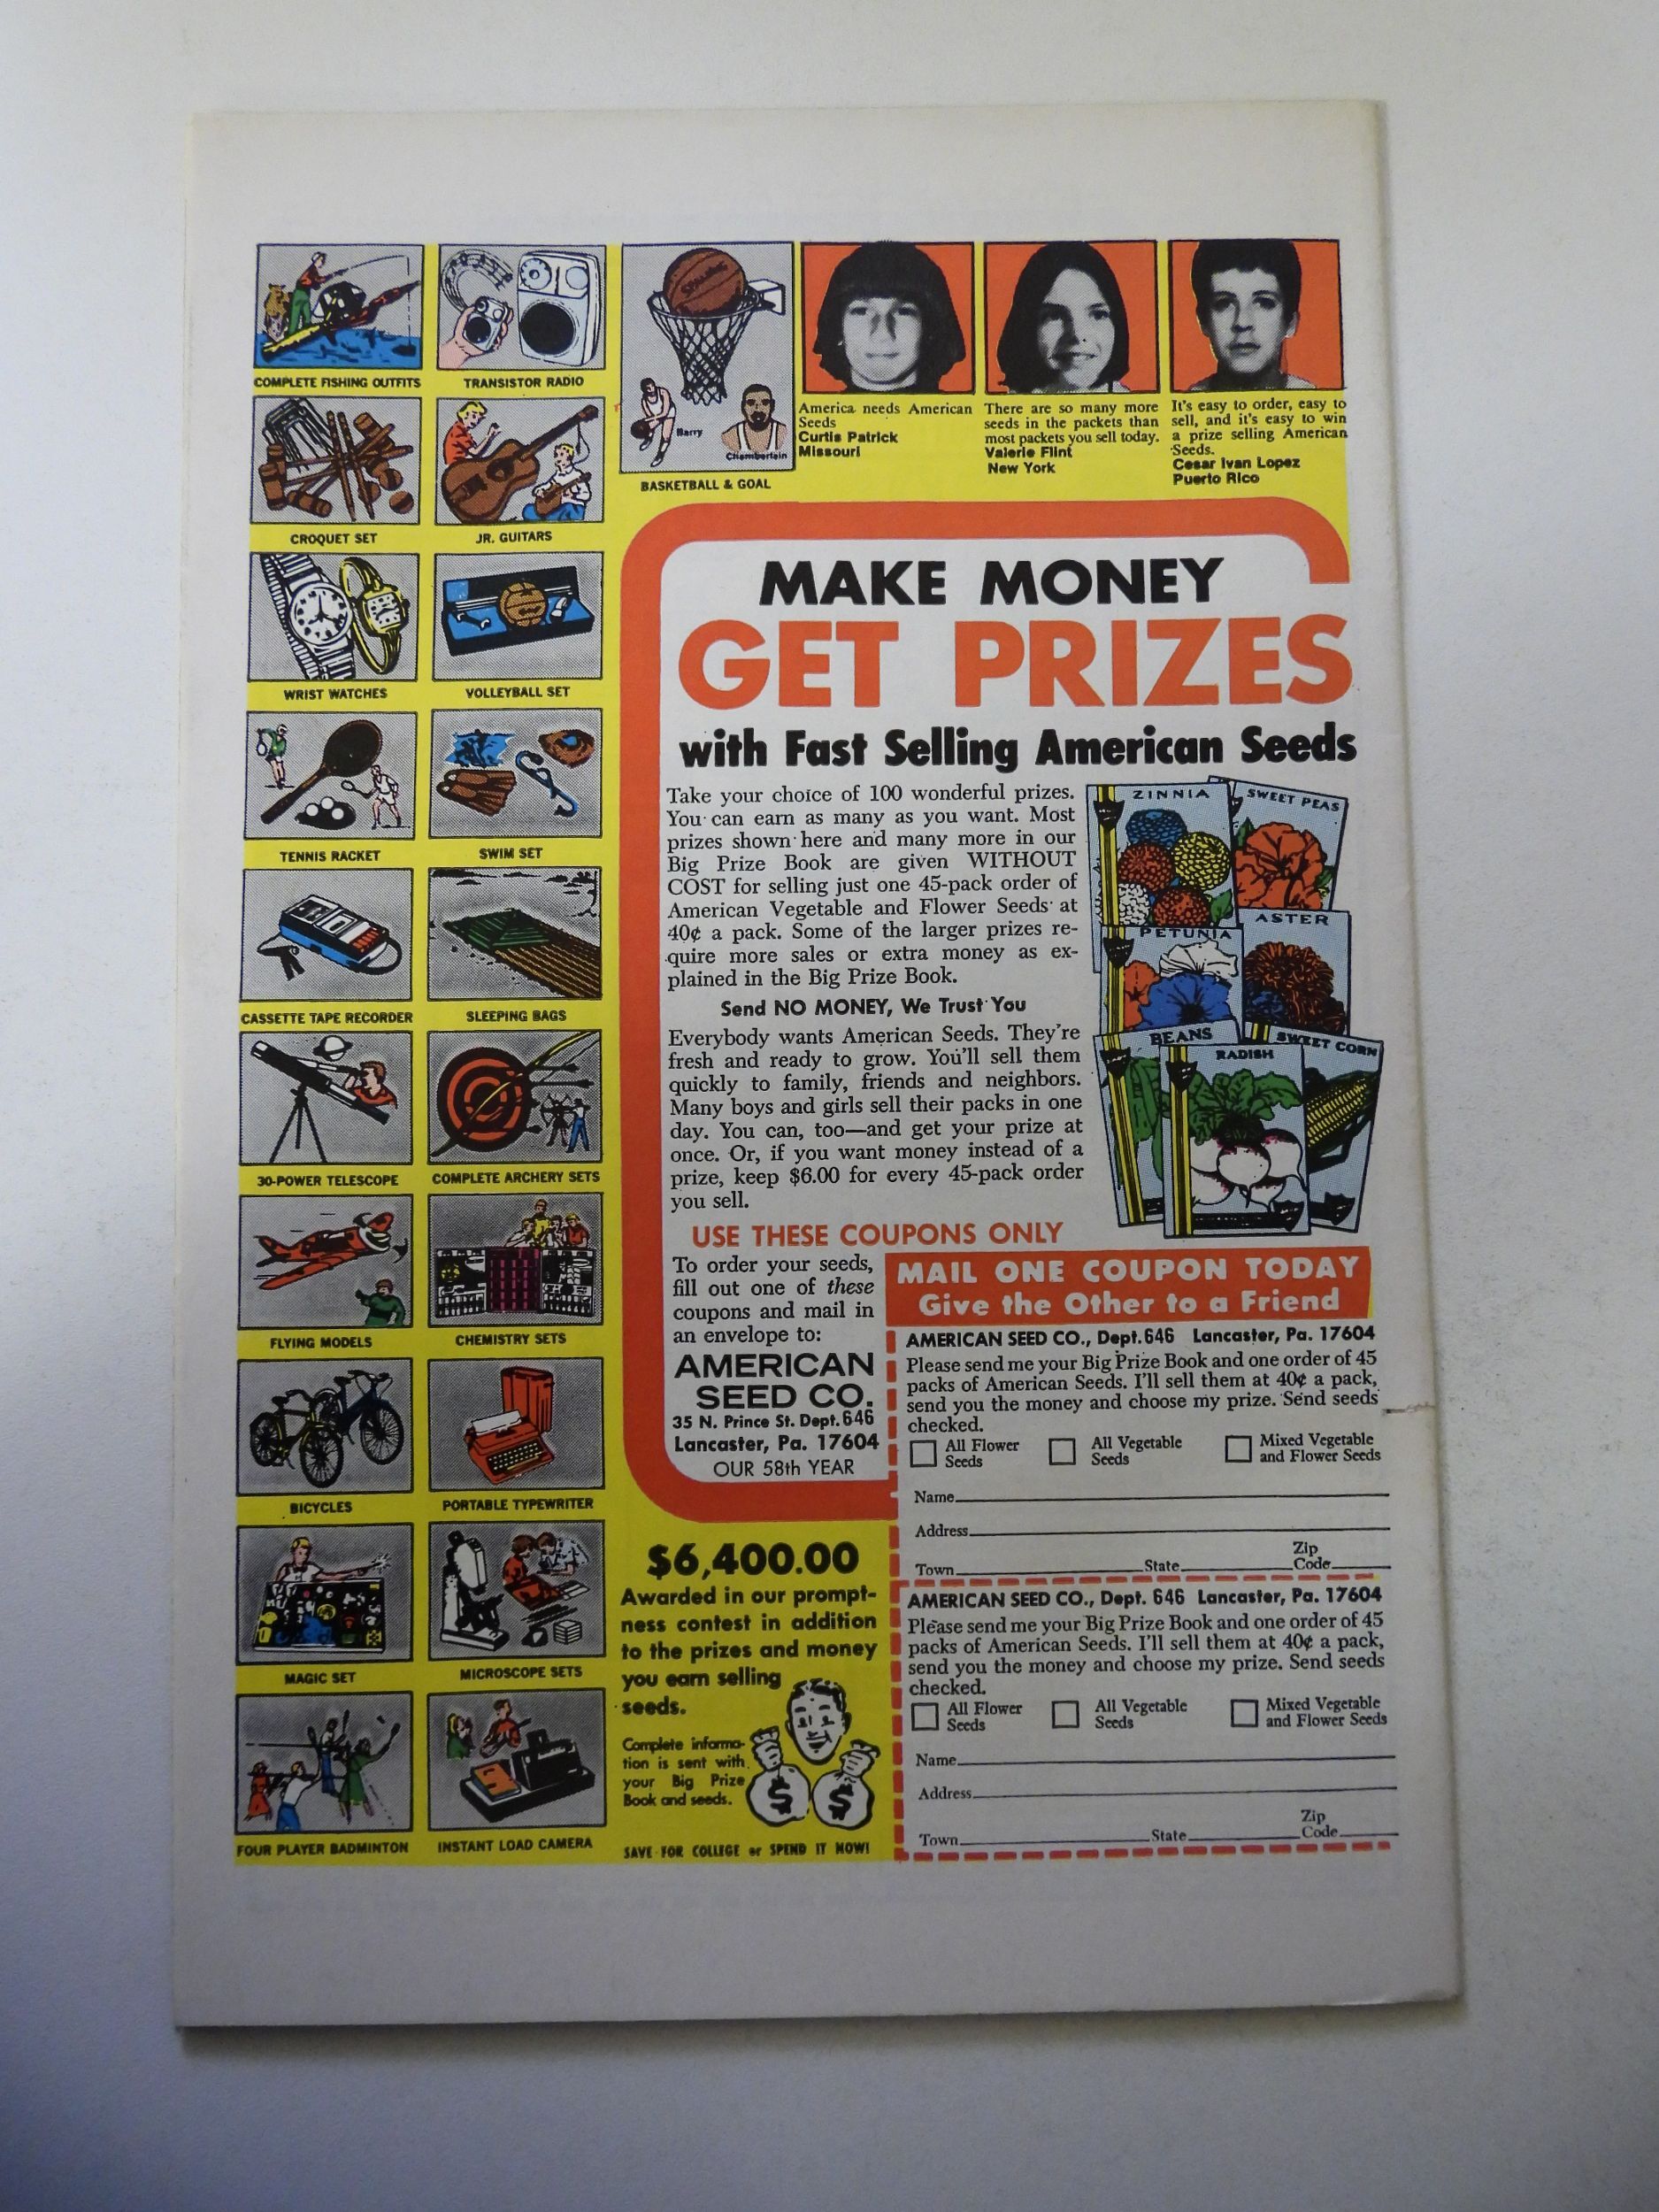 COMPLETE FISHING OUTFITS
TRANSISTOR RADIO
CROQUET SET
JR. GUITARS
WRIST WATCHES
VOLLEYBALL SET
TENNIS RACKET
SWIM SET
CASSETTE TAPE RECORDER
SLEEPING BAGS
30-POWER TELESCOPE
COMPLETE ARCHERY SETS
FLYING MODELS
CHEMISTRY SETS
BICYCLES
PORTABLE TYPEWRITER
MAGIC SET
MICROSCOPE SETS
FOUR PLAYER BADMINTON
INSTANT LOAD CAMERA
Spalding
Barry
Chamberlain
BASKETBALL & GOAL
America needs American
Seeds
Curtis Patrick
Missouri
There are so many more
seeds in the packets than
most packets you sell today.
Valerie Flint
New York
It's easy to order, easy to
sell, and it's easy to win
a prize selling American
Seeds.
Cesar Ivan Lopez
Puerto Rico
MAKE MONEY
GET PRIZES
with Fast Selling American Seeds
Take your choice of 100 wonderful prizes.
You can earn as many as you want. Most
prizes shown here and many more in our
Big Prize Book are given WITHOUT
COST for selling just one 45-pack order of
American Vegetable and Flower Seeds at
40¢ a pack. Some of the larger prizes re-
quire more sales or extra money as ex-
plained in the Big Prize Book.
Send NO MONEY, We Trust You
Everybody wants American Seeds. They're
fresh and ready to grow. You'll sell them
quickly to family, friends and neighbors.
Many boys and girls sell their packs in one
day. You can, too—and get your prize at
once. Or, if you want money instead of a
prize, keep $6.00 for every 45-pack order
you sell.
ZINNIA
SWEET PEAS
ASTER
PETUNIA
BEANS
SWEET CORN
RADISH
USE THESE COUPONS ONLY
To order your seeds,
fill out one of these
coupons and mail in
an envelope to:
AMERICAN
SEED CO.
35 N. Prince St. Dept. 646
Lancaster, Pa. 17604
OUR 58th YEAR
MAIL ONE COUPON TODAY
Give the Other to a Friend
AMERICAN SEED CO., Dept. 646 Lancaster, Pa. 17604
Please send me your Big Prize Book and one order of 45
packs of American Seeds. I'll sell them at 40¢ a pack,
send you the money and choose my prize. Send seeds
checked.
All Flower
Seeds
All Vegetable
Seeds
Mixed Vegetable
and Flower Seeds
Name
Address
Town State Zip
Code
AMERICAN SEED CO., Dept. 646 Lancaster, Pa. 17604
Please send me your Big Prize Book and one order of 45
packs of American Seeds. I'll sell them at 40¢ a pack,
send you the money and choose my prize. Send seeds
checked.
All Flower
Seeds
All Vegetable
Seeds
Mixed Vegetable
and Flower Seeds
Name
Address
Town State Zip
Code
$6,400.00
Awarded in our prompt-
ness contest in addition
to the prizes and money
you earn selling
seeds.
Complete informa-
tion is sent with
your Big Prize
Book and seeds.
$ $
SAVE FOR COLLEGE or SPEND IT NOW!